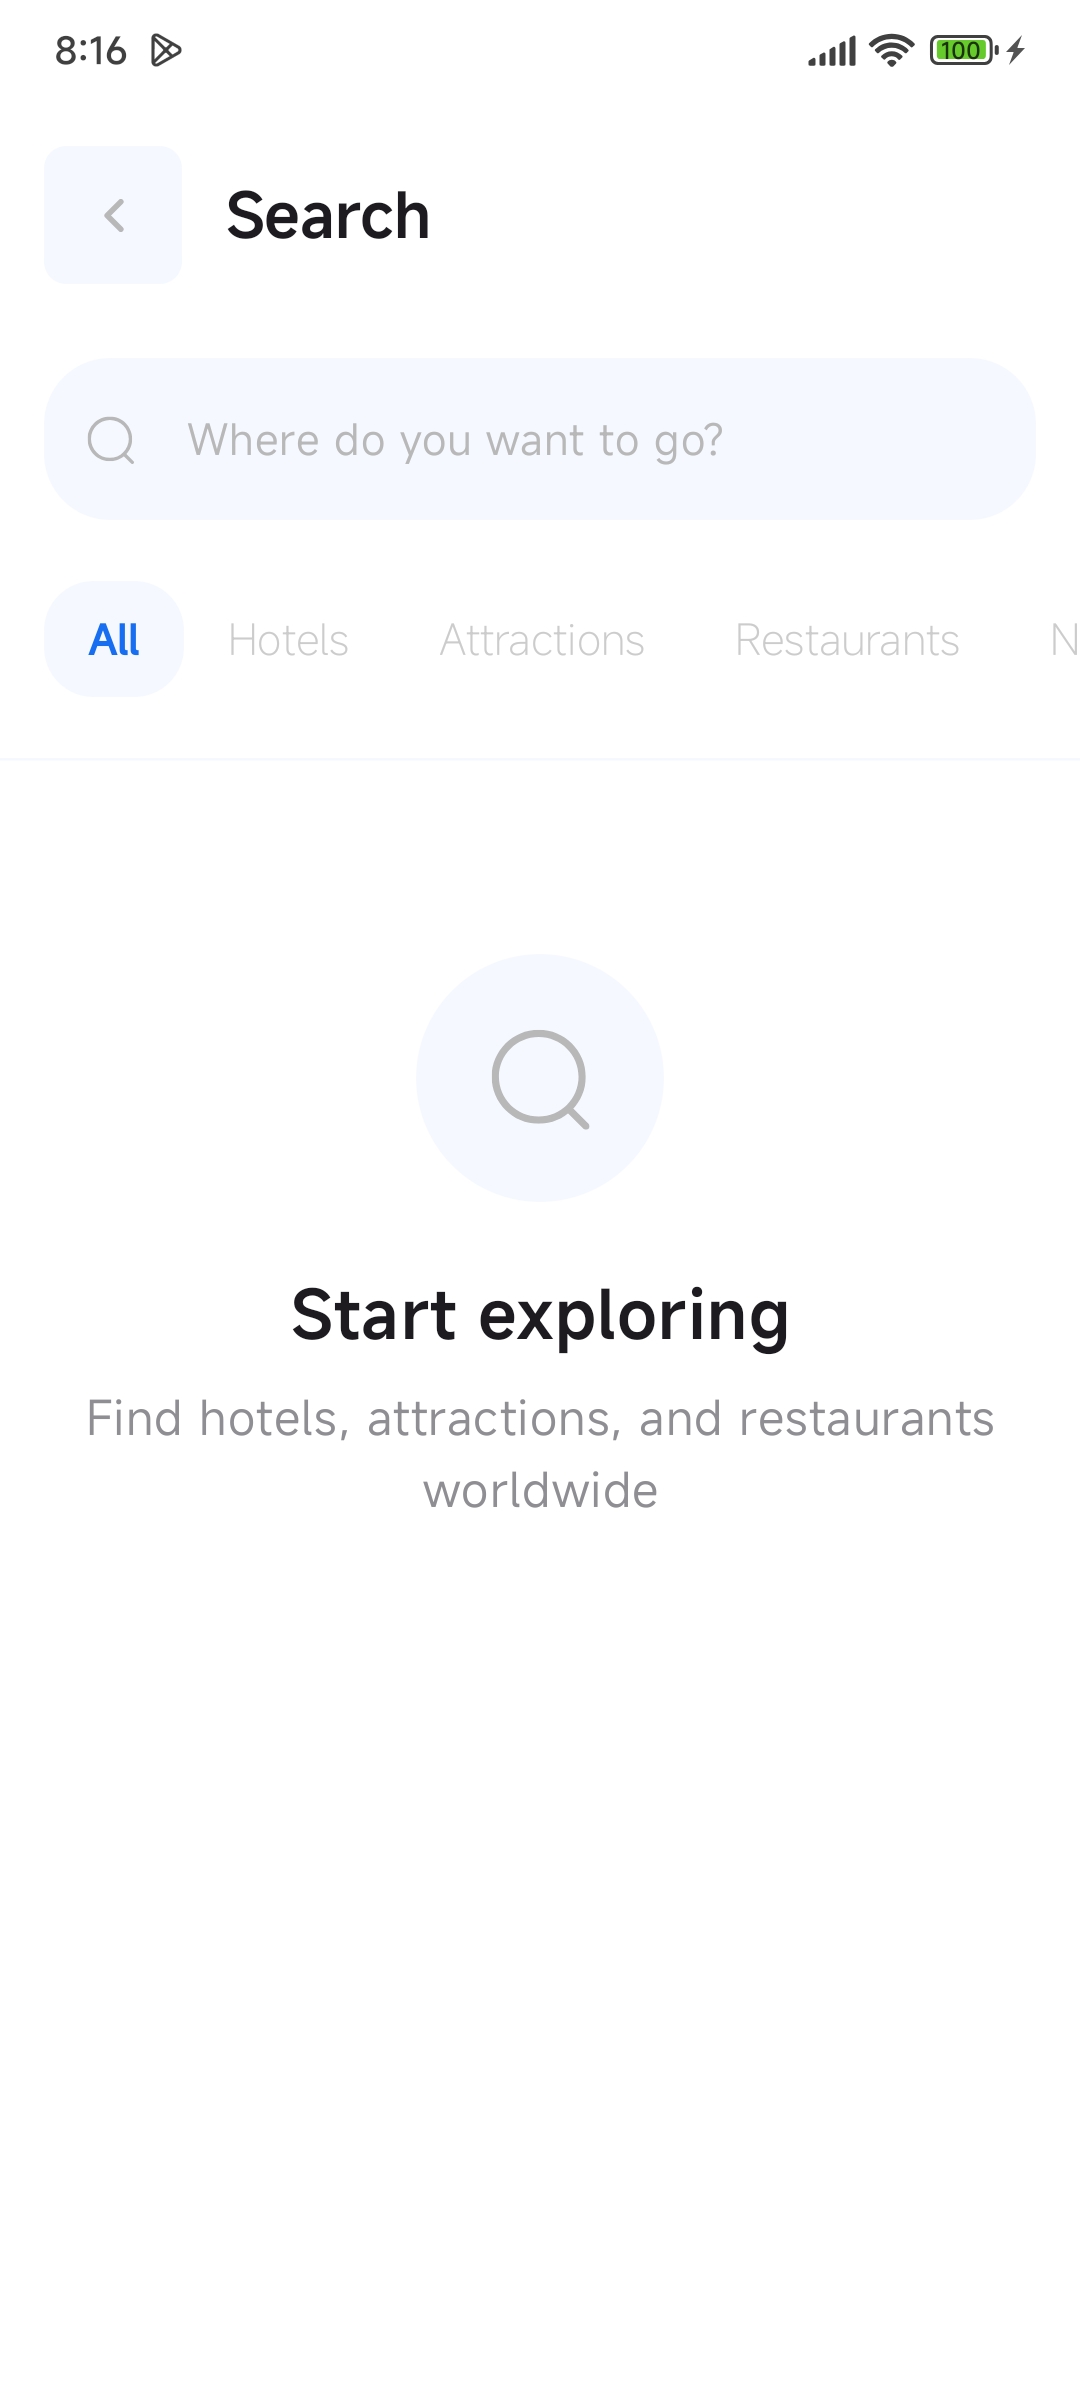 8:16
100
Search
Where do you want to go?
All Hotels Attractions Restaurants
Start exploring
Find hotels, attractions, and restaurants
worldwide